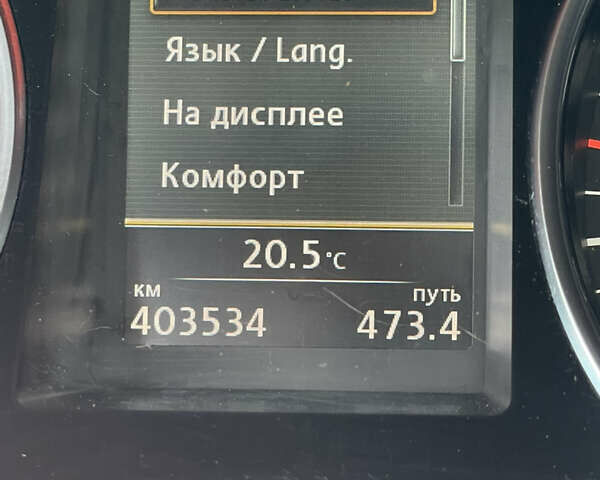 Язык / Lang.
На дисплее
Комфорт
20.5°C
км путь
403534 473.4